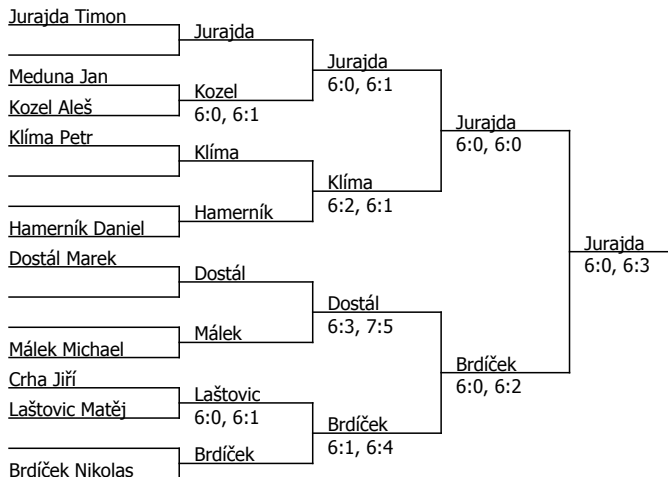 Jurajda Timon
Meduna Jan
Kozel Aleš
Klíma Petr
Hamerník Daniel
Dostál Marek
Málek Michael
Crha Jiří
Laštovic Matěj
Brdíček Nikolas
Jurajda
Kozel
6:0, 6:1
Klíma
Hamerník
Dostál
Málek
Laštovic
6:0, 6:1
Brdíček
Jurajda
6:0, 6:1
Klíma
6:2, 6:1
Dostál
6:3, 7:5
Brdíček
6:1, 6:4
Jurajda
6:0, 6:0
Brdíček
6:0, 6:2
Jurajda
6:0, 6:3